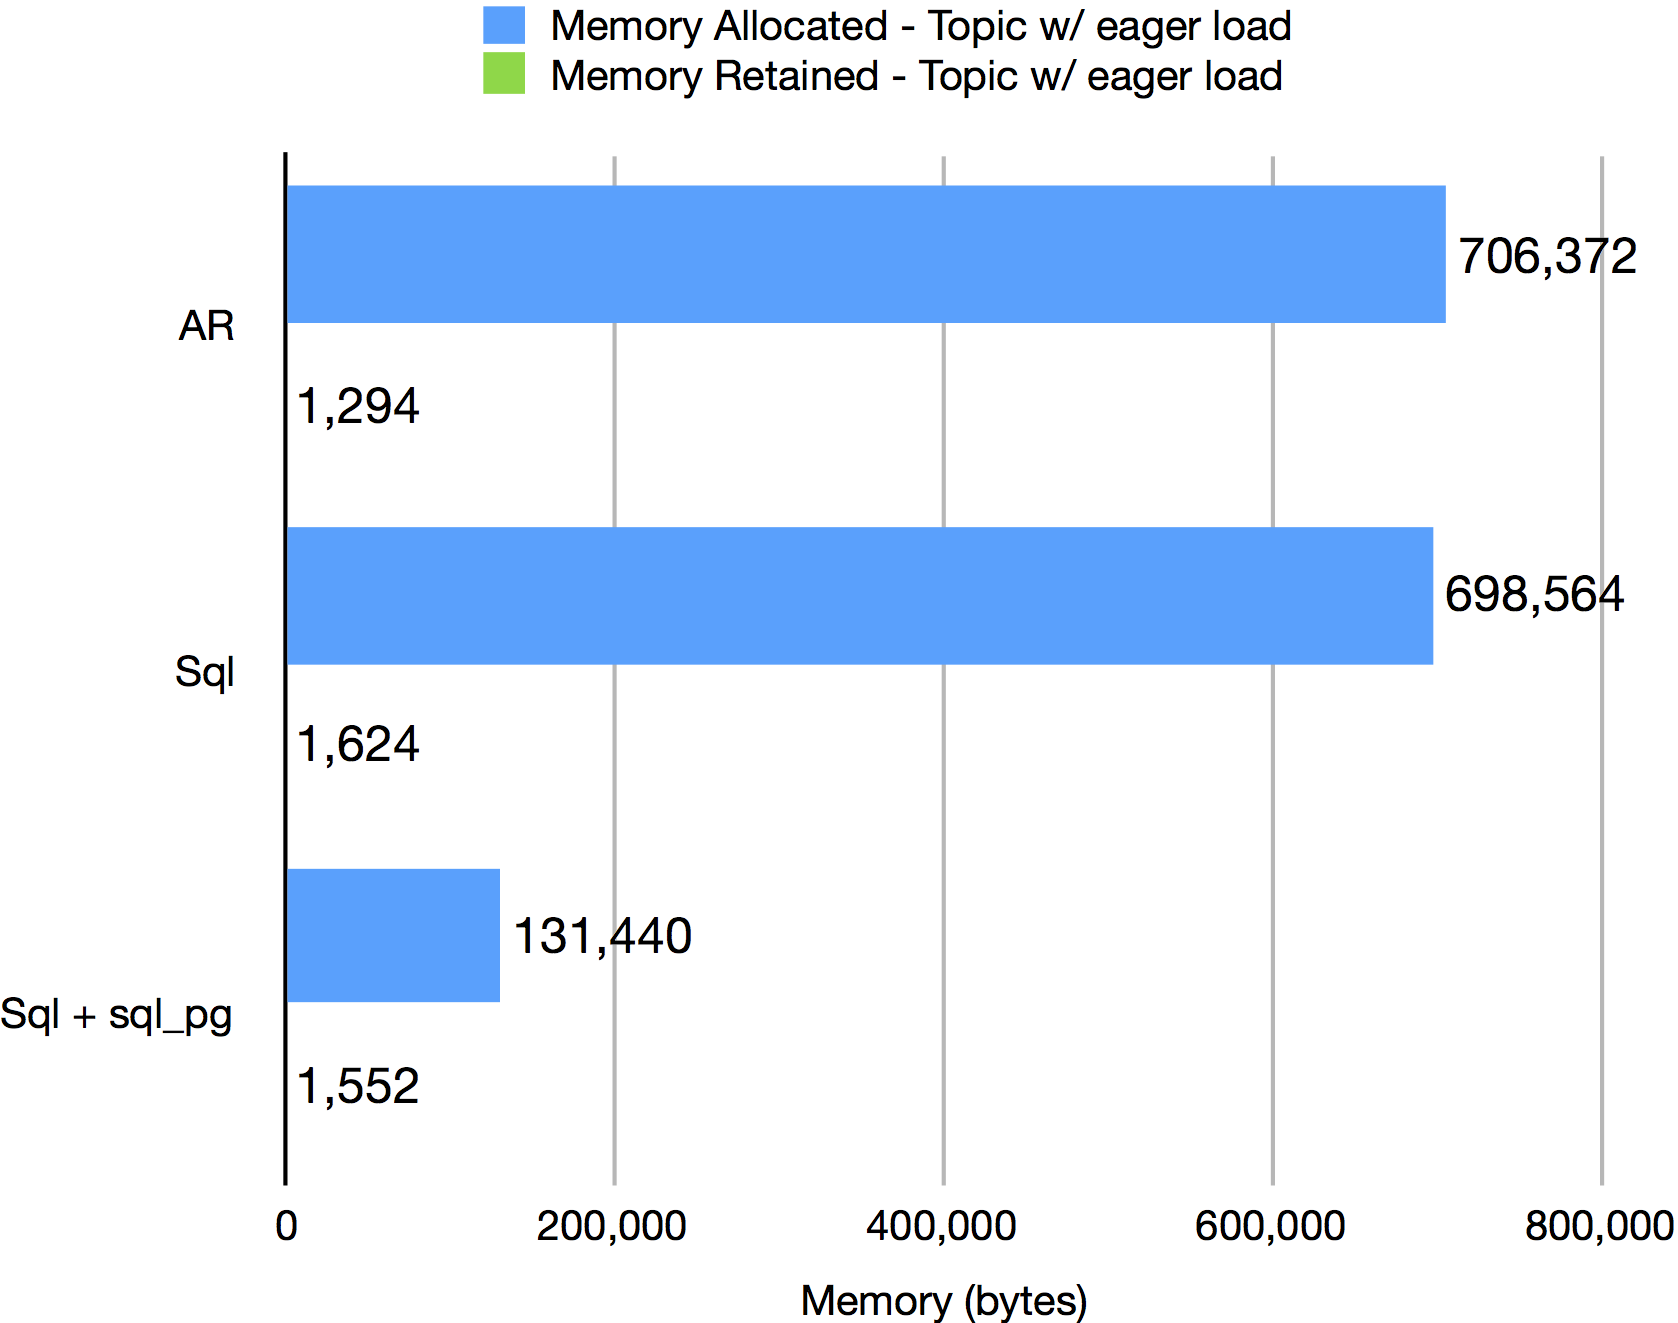 Memory Allocated - Topic w/ eager load
Memory Retained - Topic w/ eager load
706,372
AR
1,294
698,564
Sql
1,624
131,440
Sql + sql_pg
1,552
0 200,000 400,000 600,000 800,000
Memory (bytes)